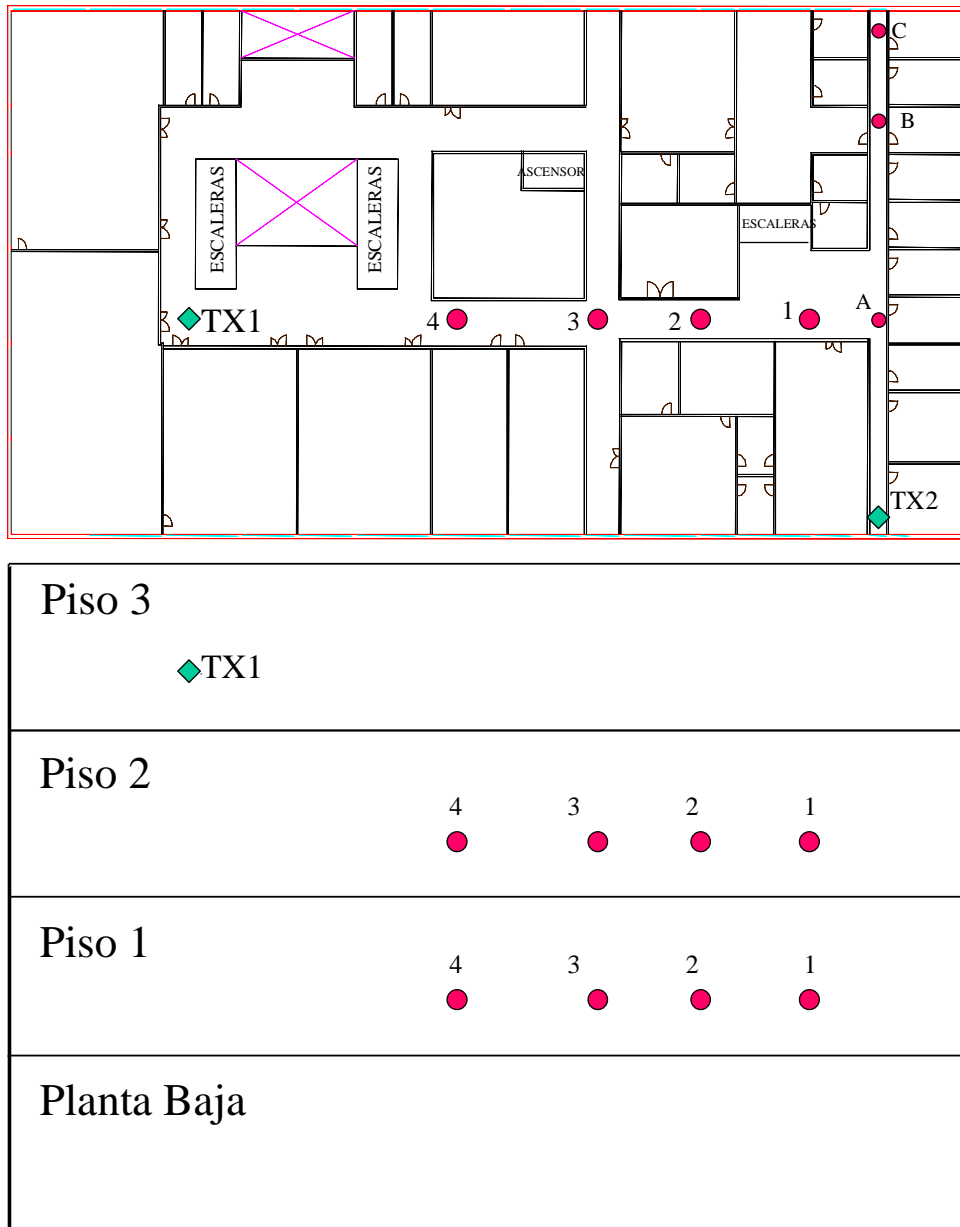 C
B
ASCENSOR
ESCALERAS
ESCALERAS
ESCALERAS
A
TX1
4
3
2
1
TX2
Piso 3
TX1
Piso 2
4
3
2
1
Piso 1
4
3
2
1
Planta Baja